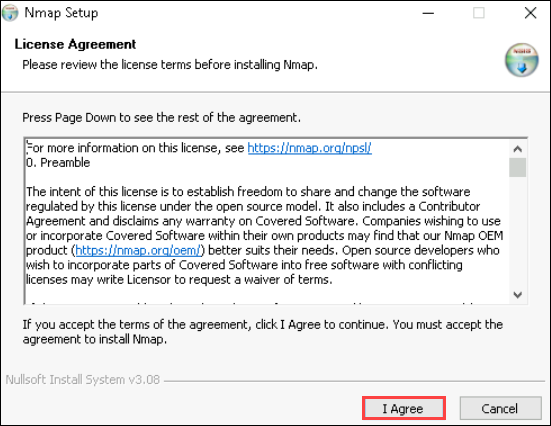 Nmap Setup
License Agreement
Please review the license terms before installing Nmap.
Press Page Down to see the rest of the agreement.
For more information on this license, see https://nmap.org/npsl/
0. Preamble
The intent of this license is to establish freedom to share and change the software
regulated by this license under the open source model. It also includes a Contributor
Agreement and disclaims any warranty on Covered Software. Companies wishing to use
or incorporate Covered Software within their own products may find that our Nmap OEM
product (https://nmap.org/oem/) better suits their needs. Open source developers who
wish to incorporate parts of Covered Software into free software with conflicting
licenses may write Licensor to request a waiver of terms.
If you accept the terms of the agreement, click I Agree to continue. You must accept the
agreement to install Nmap.
Nullsoft Install System v3.08
I Agree
Cancel